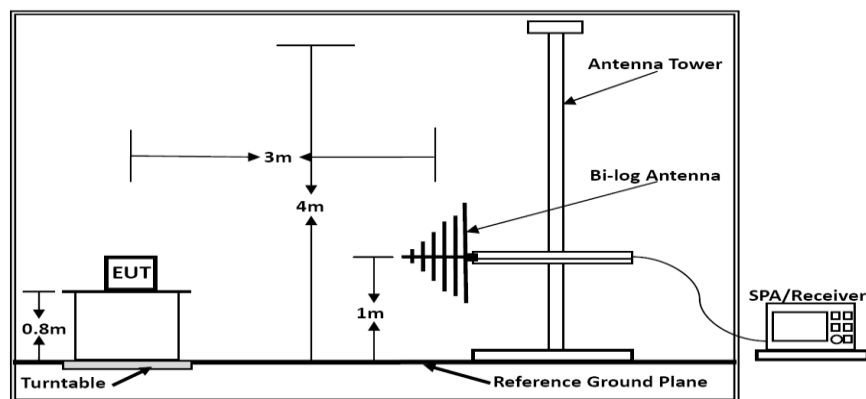 Antenna Tower
3m
Bi-log Antenna
4m
EUT
SPA/Receiver
0.8m
1m
Turntable
Reference Ground Plane